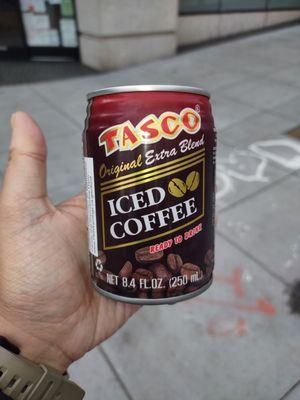 TASCO®
Original Extra Blend
ICED
COFFEE
READY TO DRINK
NET 8.4 FL.OZ. (250 mL)